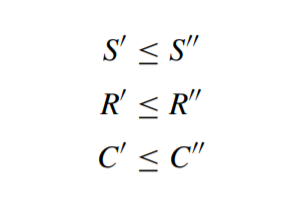 S′ ≤ S″
R′ ≤ R″
C′ ≤ C″